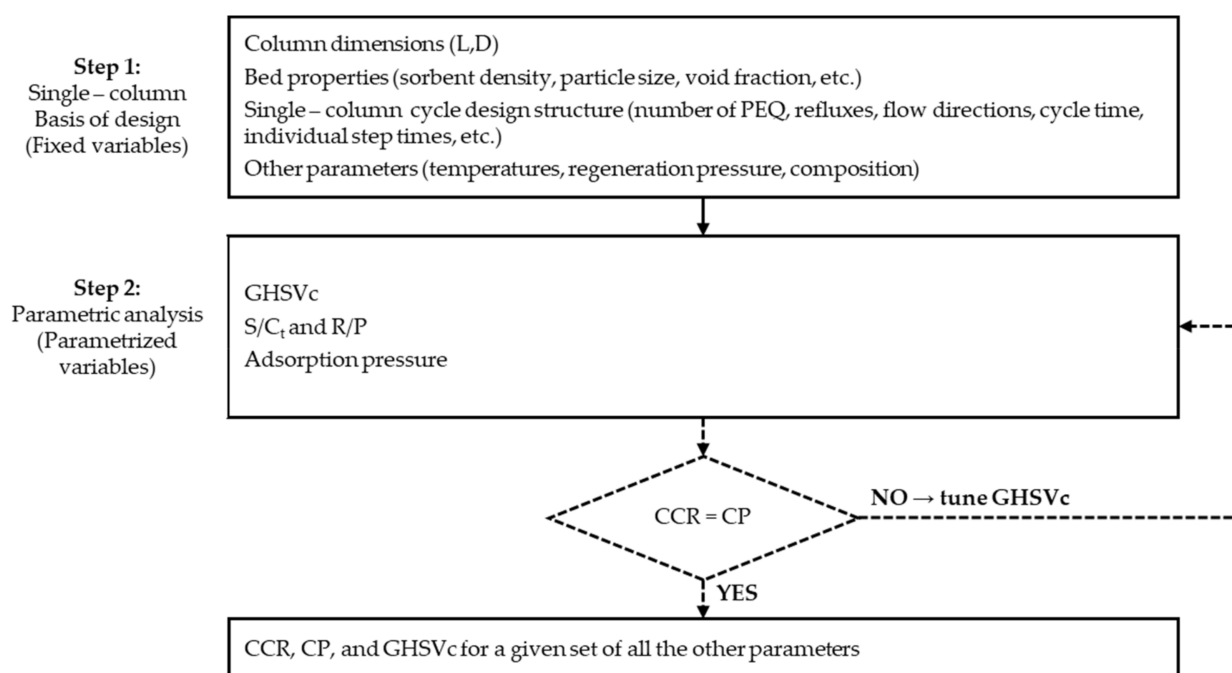 Step 1:
Single – column
Basis of design
(Fixed variables)
Column dimensions (L,D)
Bed properties (sorbent density, particle size, void fraction, etc.)
Single – column cycle design structure (number of PEQ, refluxes, flow directions, cycle time,
individual step times, etc.)
Other parameters (temperatures, regeneration pressure, composition)
Step 2:
Parametric analysis
(Parametrized
variables)
GHSVc
S/Cₜ and R/P
Adsorption pressure
CCR = CP
NO → tune GHSVc
YES
CCR, CP, and GHSVc for a given set of all the other parameters